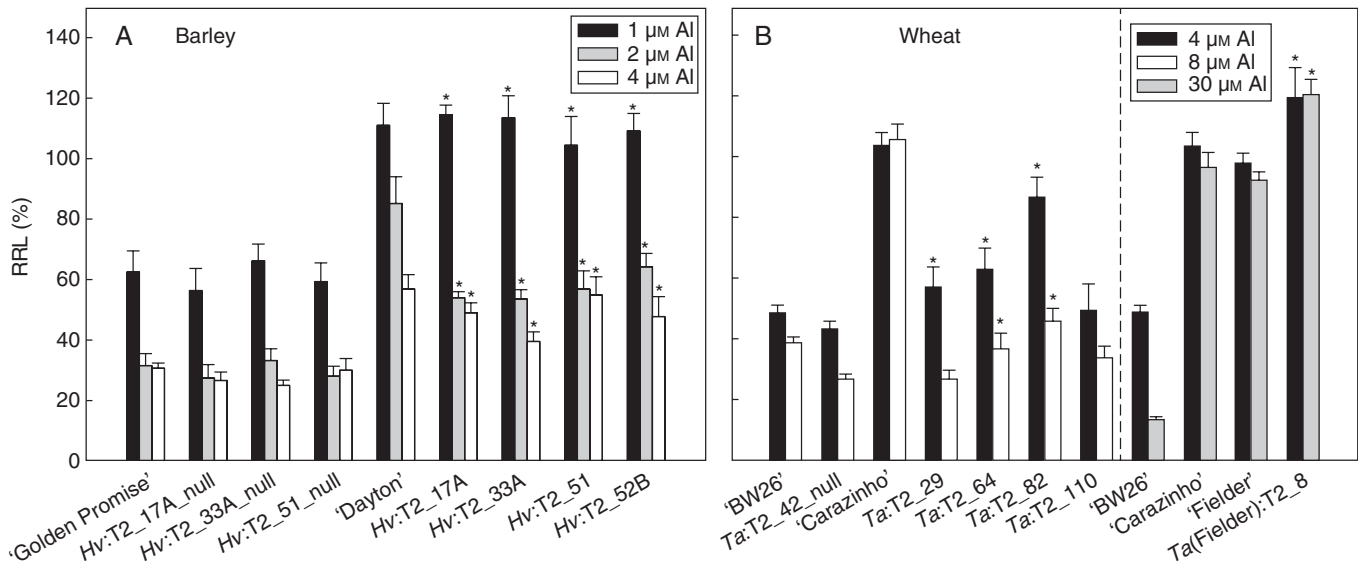 A Barley
1 μM Al
2 μM Al
4 μM Al
RRL (%)
140
120
100
80
60
40
20
0
* * * *
* * * * * * *
'Golden Promise'
Hv:T2_17A_null
Hv:T2_33A_null
Hv:T2_51_null
'Dayton'
Hv:T2_17A
Hv:T2_33A
Hv:T2_51
Hv:T2_52B
B Wheat
4 μM Al
8 μM Al
30 μM Al
* * * * * * *
'BW26'
Ta:T2_42_null
'Carazinho'
Ta:T2_29
Ta:T2_64
Ta:T2_82
Ta:T2_110
'BW26'
'Carazinho'
'Fielder'
Ta(Fielder):T2_8